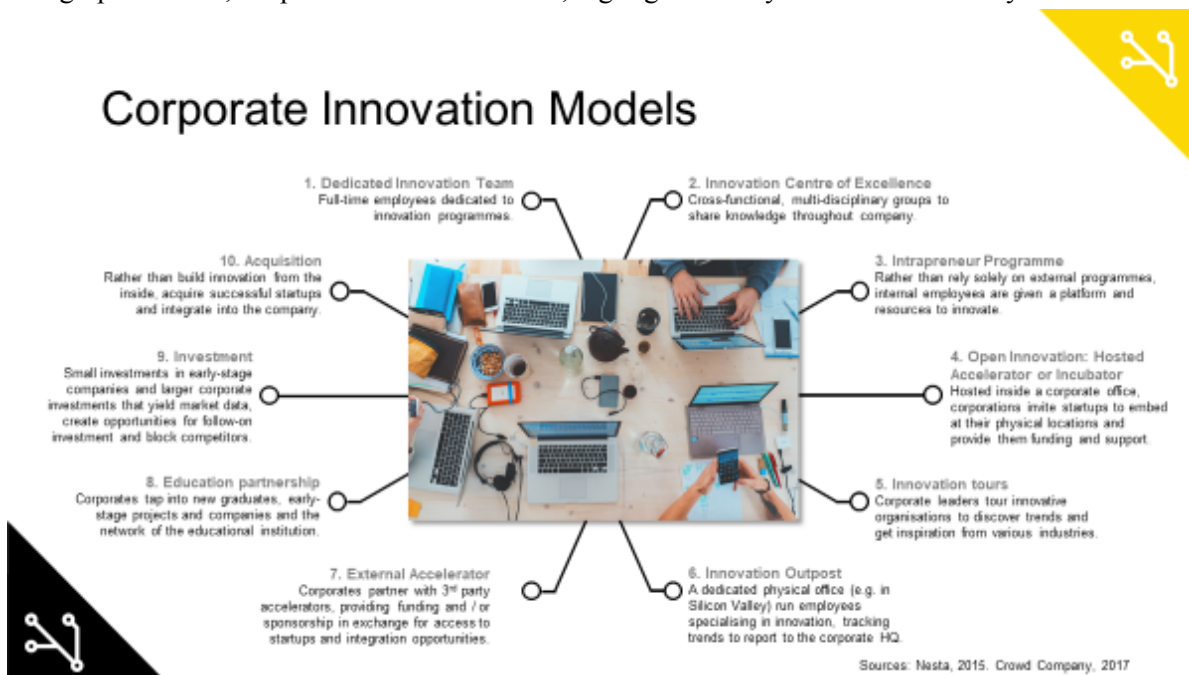 Corporate Innovation Models
1. Dedicated Innovation Team
Full-time employees dedicated to
innovation programmes.
2. Innovation Centre of Excellence
Cross-functional, multi-disciplinary groups to
share knowledge throughout company.
3. Intrapreneur Programme
Rather than rely solely on external programmes,
internal employees are given a platform and
resources to innovate.
4. Open Innovation: Hosted
Accelerator or Incubator
Hosted inside a corporate office,
corporations invite startups to embed
at their physical locations and
provide them funding and support.
5. Innovation tours
Corporate leaders tour innovative
organisations to discover trends and
get inspiration from various industries.
6. Innovation Outpost
A dedicated physical office (e.g. in
Silicon Valley) run employees
specialising in innovation, tracking
trends to report to the corporate HQ.
7. External Accelerator
Corporates partner with 3rd party
accelerators, providing funding and / or
sponsorship in exchange for access to
startups and integration opportunities.
8. Education partnership
Corporates tap into new graduates, early-
stage projects and companies and the
network of the educational institution.
9. Investment
Small investments in early-stage
companies and larger corporate
investments that yield market data,
create opportunities for follow-on
investment and block competitors.
10. Acquisition
Rather than build innovation from the
inside, acquire successful startups
and integrate into the company.
Sources: Nesta, 2015. Crowd Company, 2017